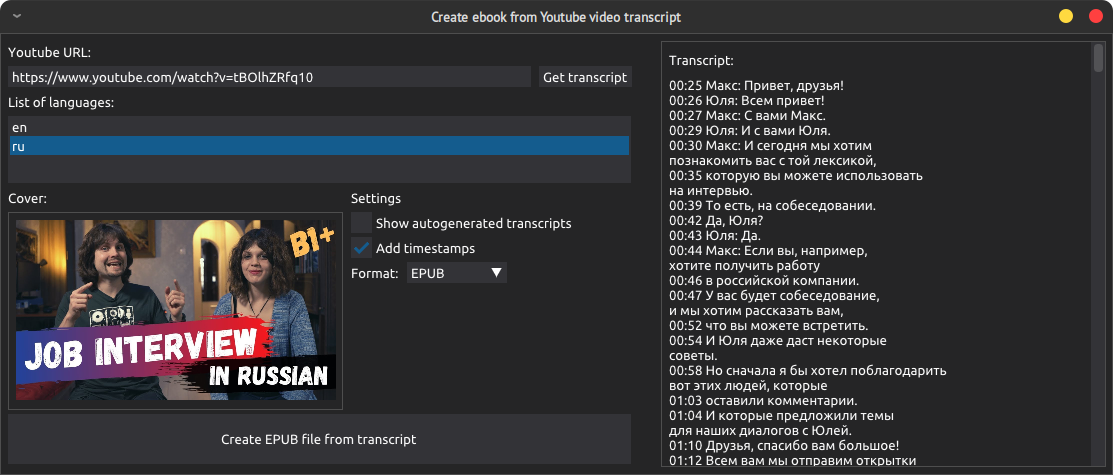 Create ebook from Youtube video transcript
Youtube URL:
https://www.youtube.com/watch?v=tBOlhZRfq10
Get transcript
List of languages:
en
ru
Cover:
B1+
JOB INTERVIEW
IN RUSSIAN
Settings
Show autogenerated transcripts
Add timestamps
Format:
EPUB
Create EPUB file from transcript
Transcript:
00:25 Макс: Привет, друзья!
00:26 Юля: Всем привет!
00:27 Макс: С вами Макс.
00:29 Юля: И с вами Юля.
00:30 Макс: И сегодня мы хотим
познакомить вас с той лексикой,
00:35 которую вы можете использовать
на интервью.
00:39 То есть, на собеседовании.
00:42 Да, Юля?
00:43 Юля: Да.
00:44 Макс: Если вы, например,
хотите получить работу
00:46 в российской компании.
00:47 У вас будет собеседование,
и мы хотим рассказать вам,
00:52 что вы можете встретить.
00:54 И Юля даже даст некоторые
советы.
00:58 Но сначала я бы хотел поблагодарить
вот этих людей, которые
01:03 оставили комментарии.
01:04 И которые предложили темы
для наших диалогов с Юлей.
01:10 Друзья, спасибо вам большое!
01:12 Всем вам мы отправим открытки